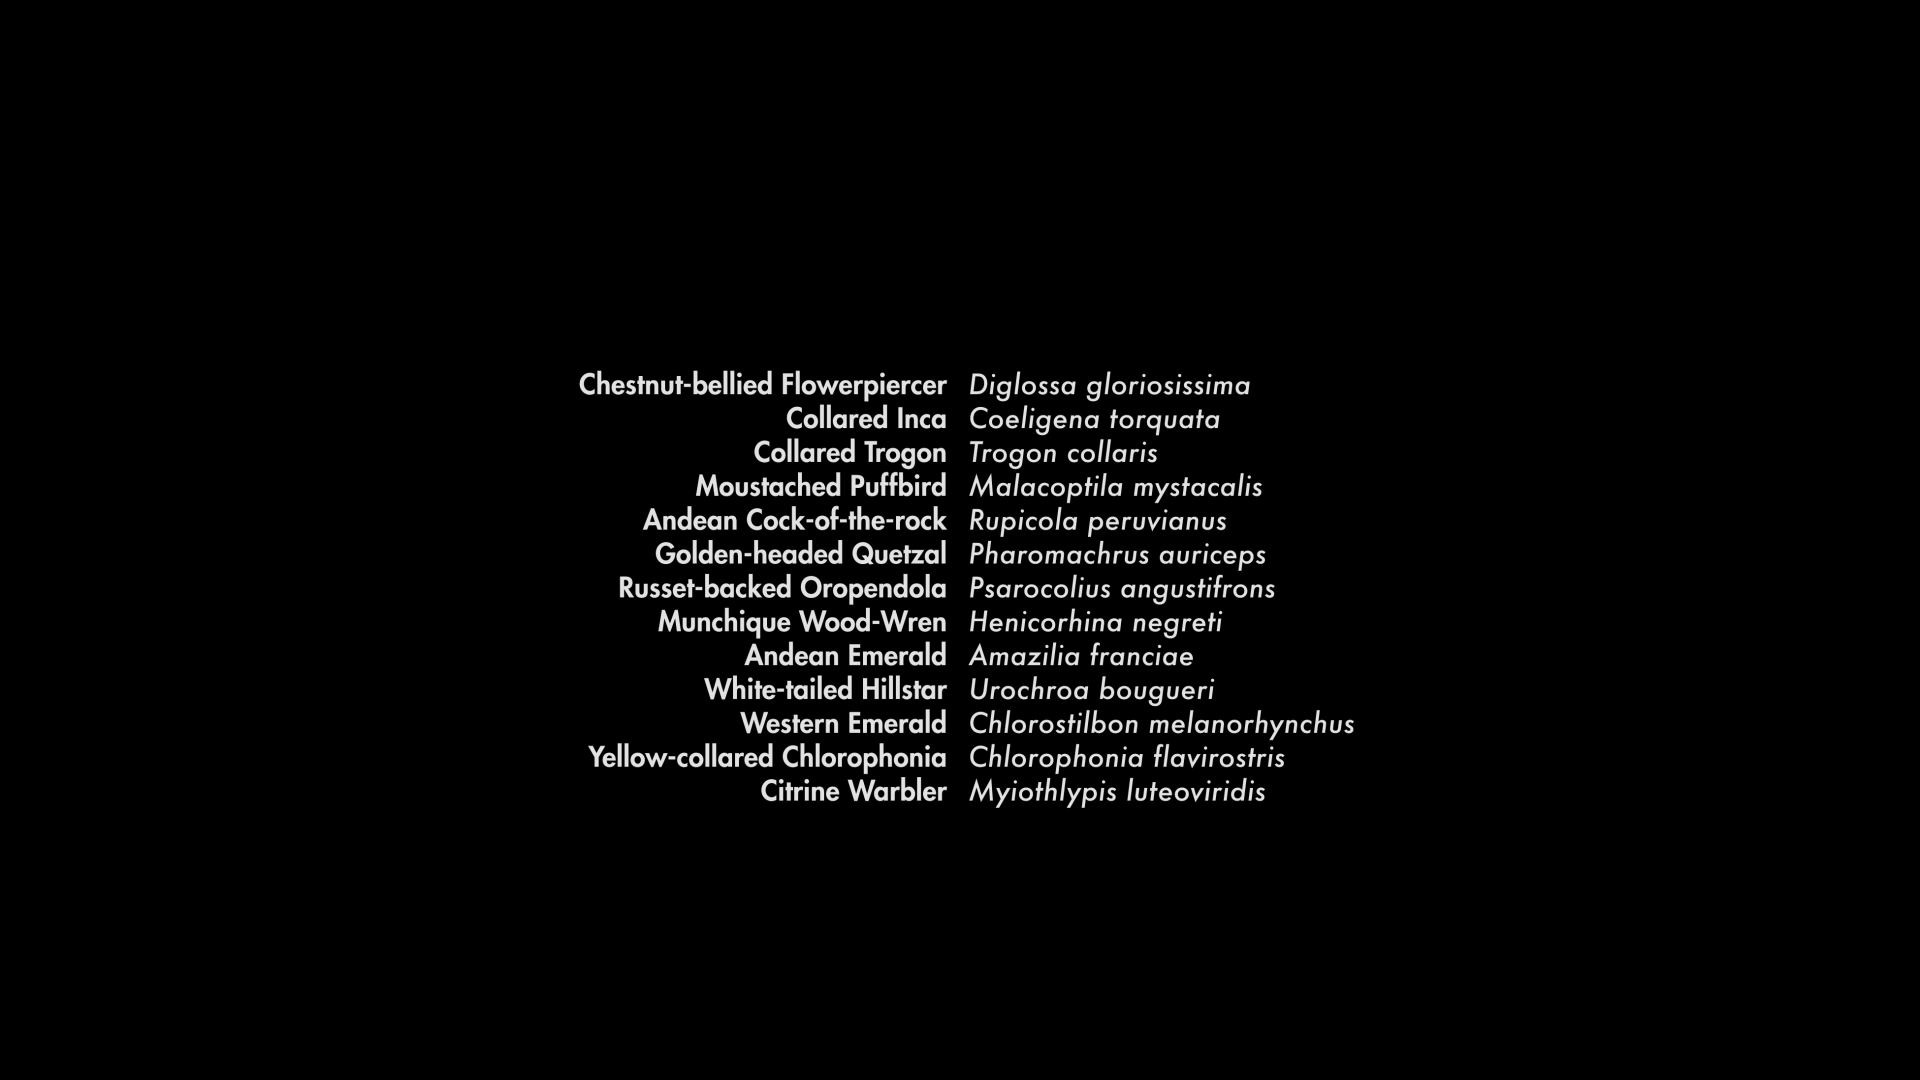 Chestnut-bellied Flowerpiercer Diglossa gloriosissima
Collared Inca Coeligena torquata
Collared Trogon Trogon collaris
Moustached Puffbird Malacoptila mystacalis
Andean Cock-of-the-rock Rupicola peruvianus
Golden-headed Quetzal Pharomachrus auriceps
Russet-backed Oropendola Psarocolius angustifrons
Munchique Wood-Wren Henicorhina negreti
Andean Emerald Amazilia franciae
White-tailed Hillstar Urochroa bougueri
Western Emerald Chlorostilbon melanorhynchus
Yellow-collared Chlorophonia Chlorophonia flavirostris
Citrine Warbler Myiothlypis luteoviridis